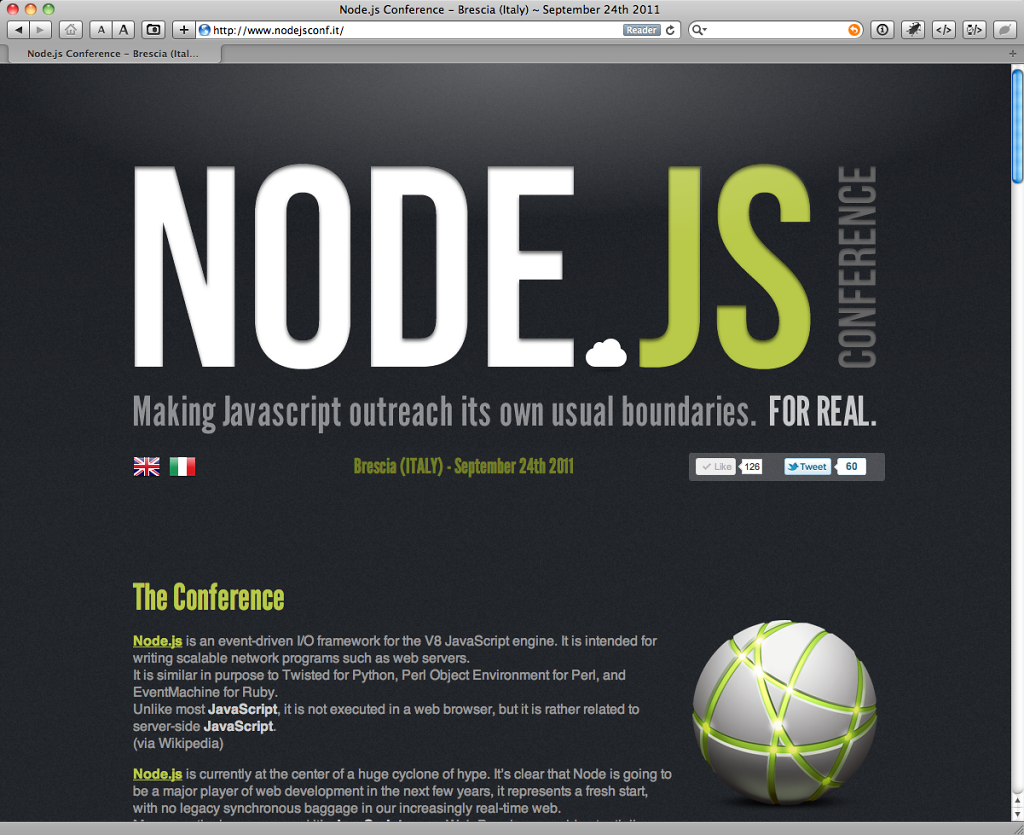 Node.js Conference – Brescia (Italy) ~ September 24th 2011
A A
http://www.nodejsconf.it/
Reader
Node.js Conference – Brescia (Ital...
NODE.JS
CONFERENCE
Making Javascript outreach its own usual boundaries. FOR REAL.
Brescia (ITALY) - September 24th 2011
Like 126 Tweet 60
The Conference
Node.js is an event-driven I/O framework for the V8 JavaScript engine. It is intended for
writing scalable network programs such as web servers.
It is similar in purpose to Twisted for Python, Perl Object Environment for Perl, and
EventMachine for Ruby.
Unlike most JavaScript, it is not executed in a web browser, but it is rather related to
server-side JavaScript.
(via Wikipedia)
Node.js is currently at the center of a huge cyclone of hype. It's clear that Node is going to
be a major player of web development in the next few years, it represents a fresh start,
with no legacy synchronous baggage in our increasingly real-time web.